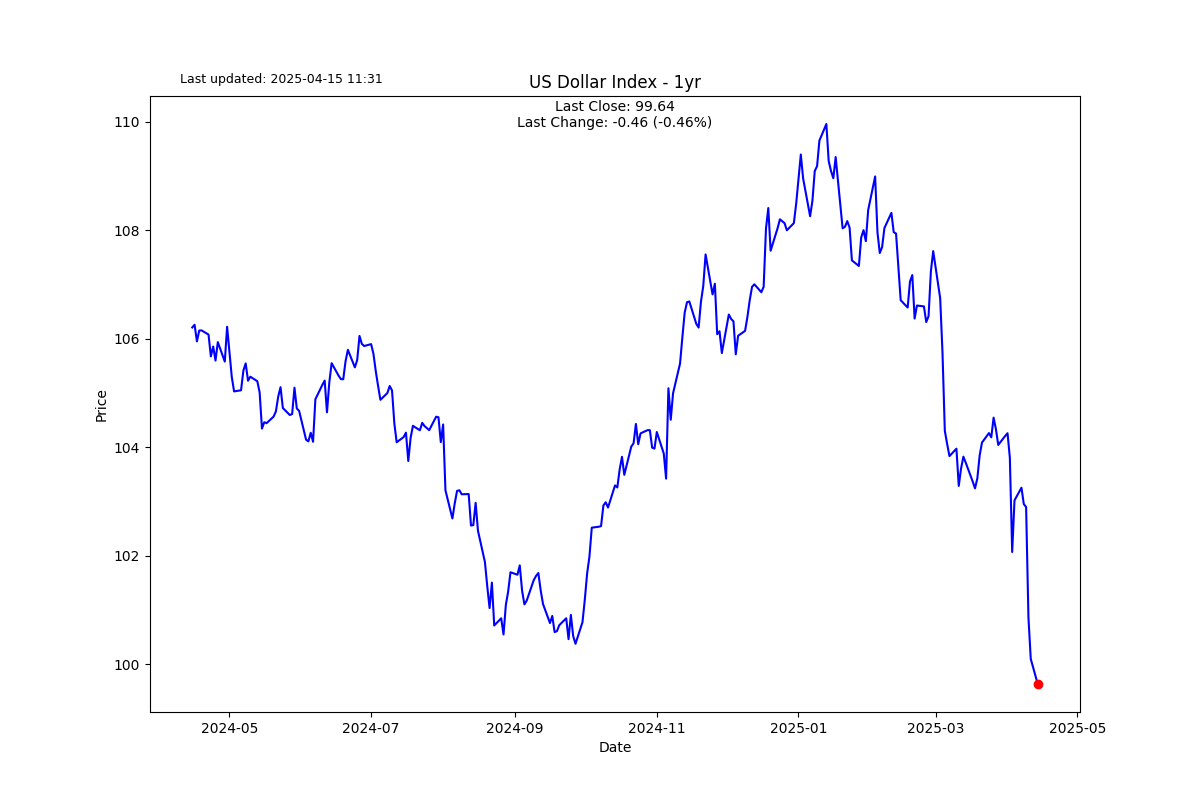 Last updated: 2025-04-15 11:31
US Dollar Index - 1yr
Last Close: 99.64
Last Change: -0.46 (-0.46%)
110
108
106
104
102
100
Price
2024-05
2024-07
2024-09
2024-11
2025-01
2025-03
2025-05
Date